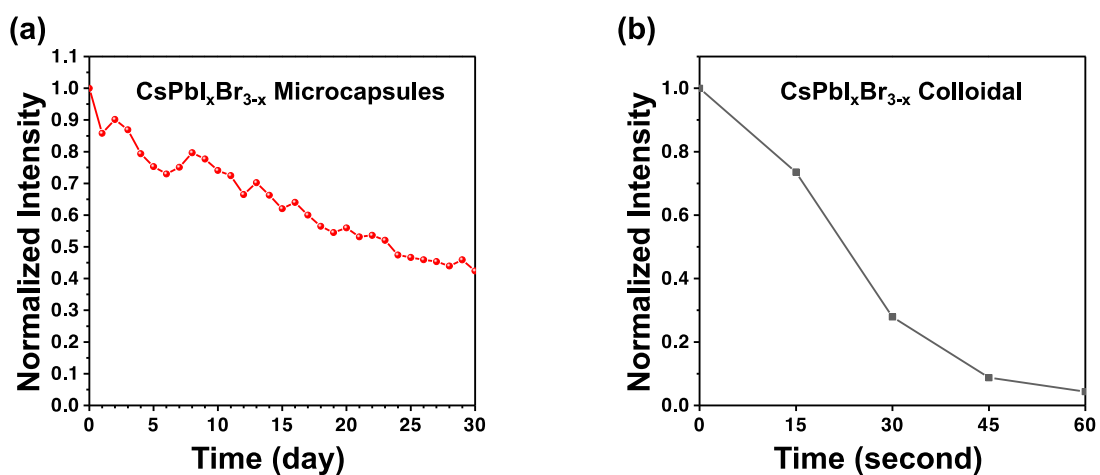 (a)
Normalized Intensity
1.1
1.0
0.9
0.8
0.7
0.6
0.5
0.4
0.3
0.2
0.1
0.0
CsPbIₓBr₃₋ₓ Microcapsules
0 5 10 15 20 25 30
Time (day)
(b)
Normalized Intensity
1.0
0.8
0.6
0.4
0.2
0.0
CsPbIₓBr₃₋ₓ Colloidal
0 15 30 45 60
Time (second)